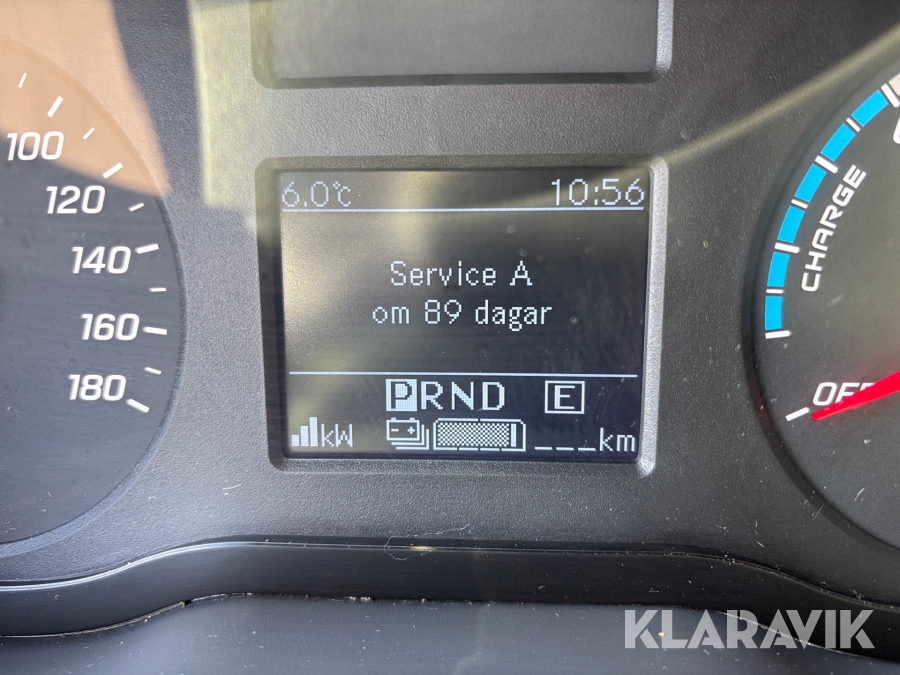 100
120
140
160
180
6.0°C
10:56
Service A
om 89 dagar
PRND E
kW
___km
CHARGE
OFF
KLARAVIK